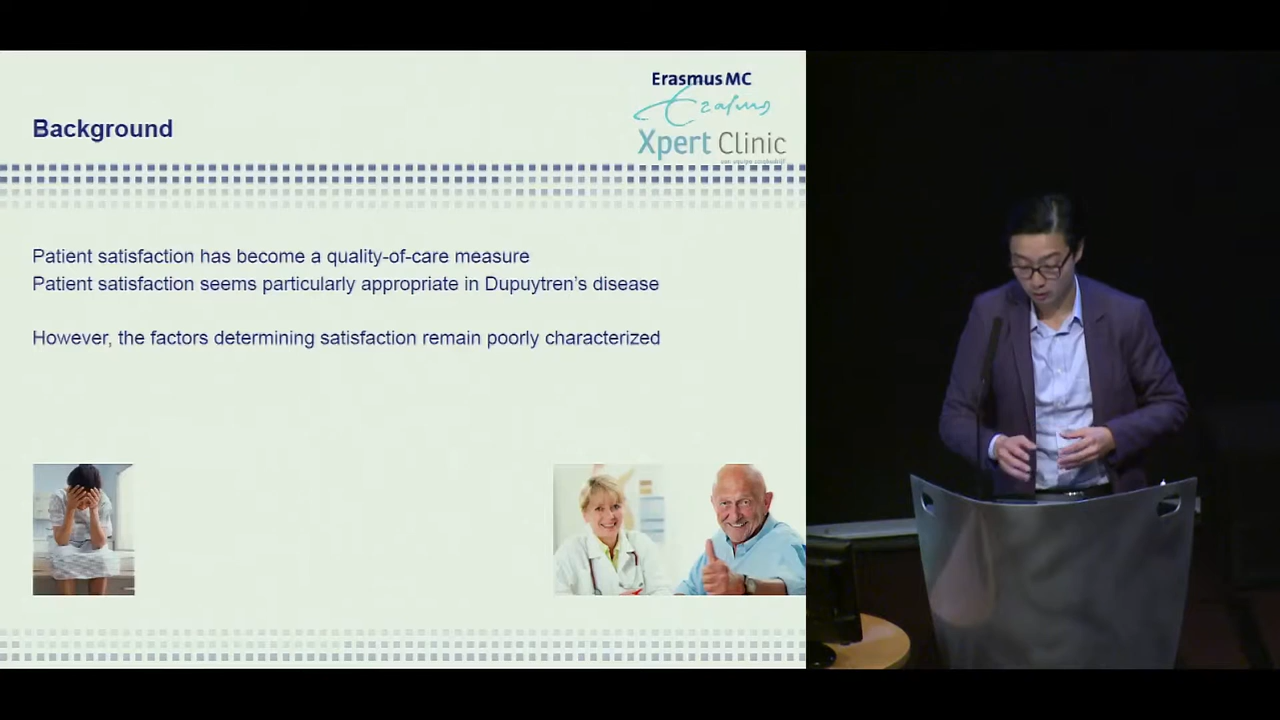 Erasmus MC
Erasmus
Xpert Clinic
Background
Patient satisfaction has become a quality-of-care measure
Patient satisfaction seems particularly appropriate in Dupuytren’s disease
However, the factors determining satisfaction remain poorly characterized